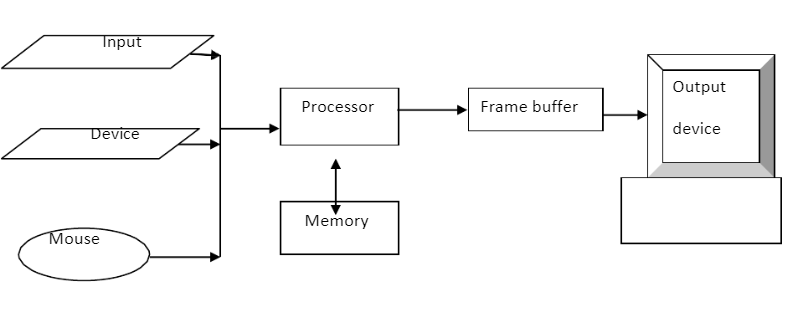 Input
Device
Mouse
Processor
Memory
Frame buffer
Output
device